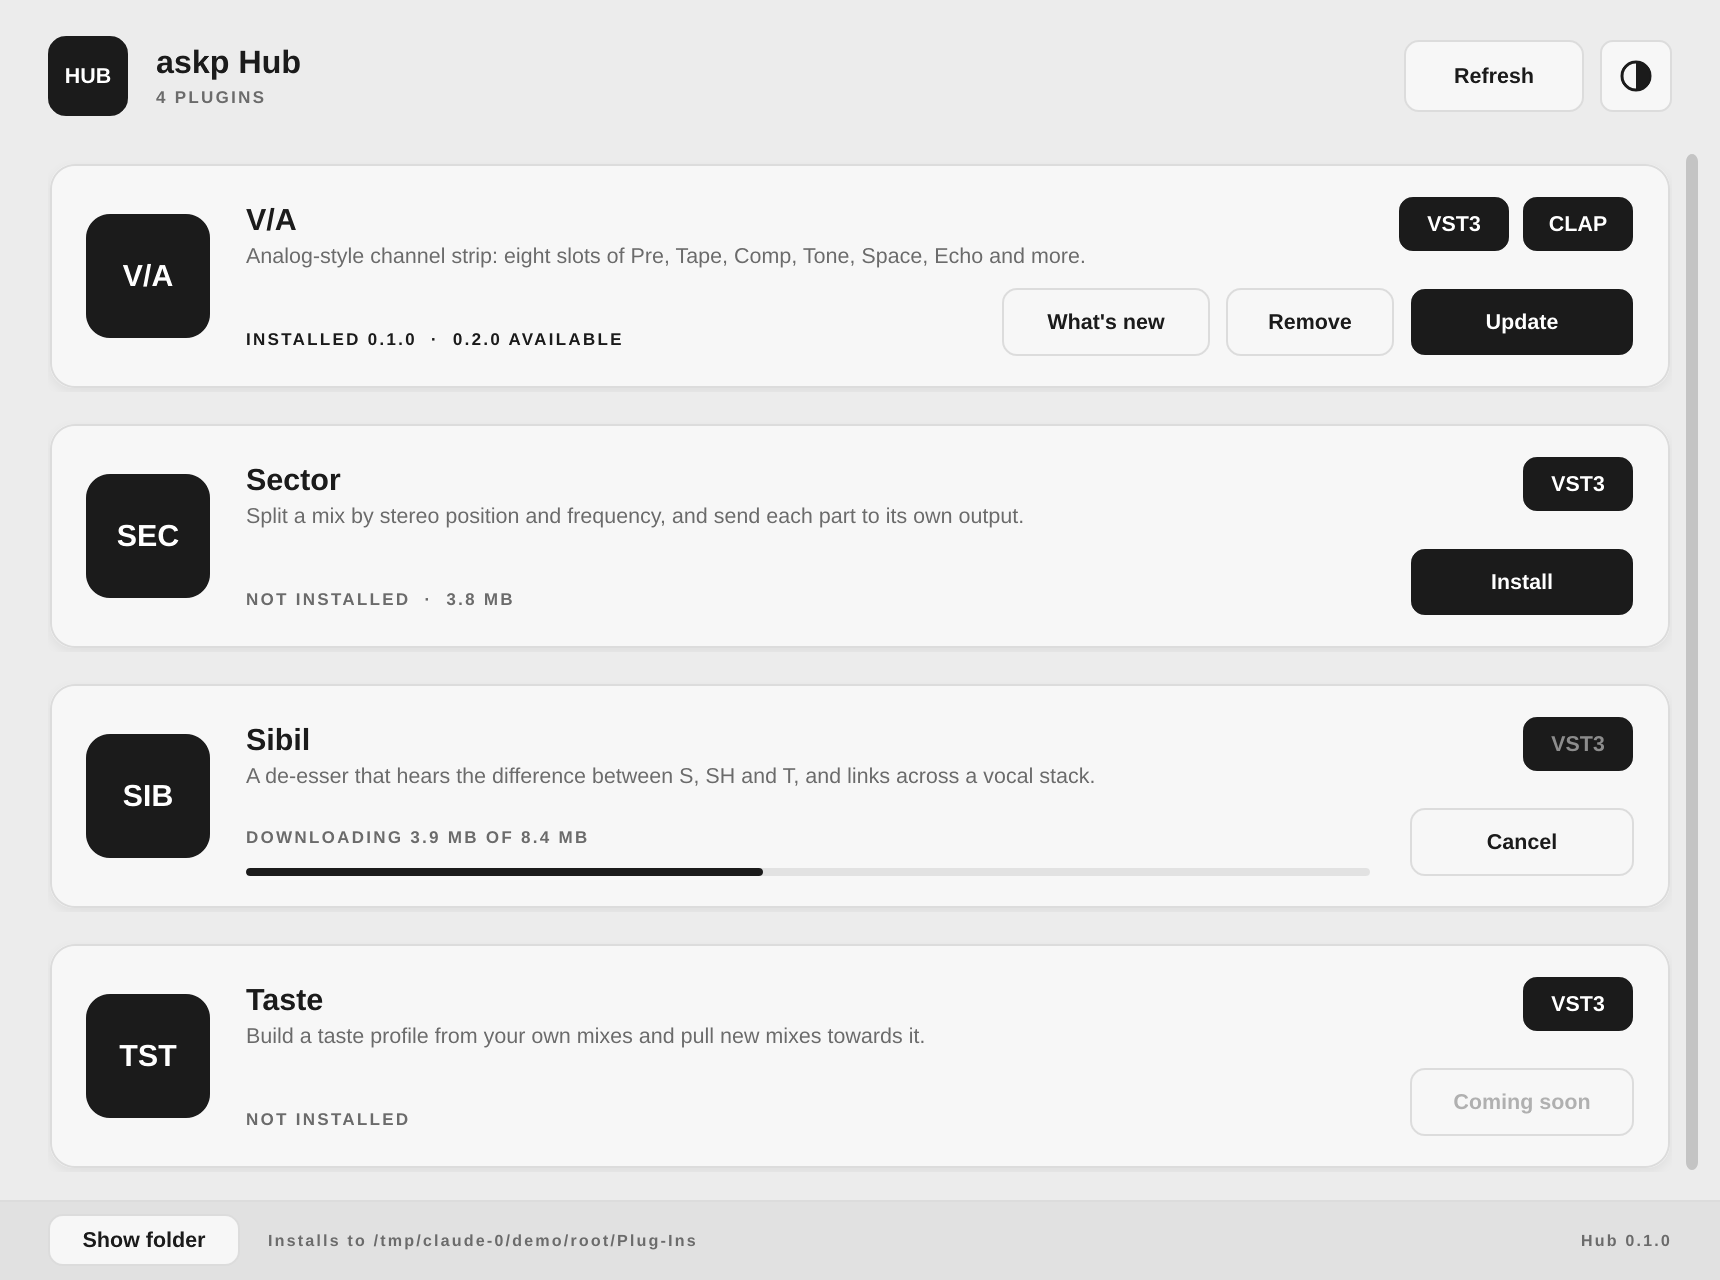 HUB
askp Hub
4 PLUGINS
Refresh
V/A
V/A
Analog-style channel strip: eight slots of Pre, Tape, Comp, Tone, Space, Echo and more.
INSTALLED 0.1.0 · 0.2.0 AVAILABLE
VST3 CLAP
What's new Remove Update
SEC
Sector
Split a mix by stereo position and frequency, and send each part to its own output.
NOT INSTALLED · 3.8 MB
VST3
Install
SIB
Sibil
A de-esser that hears the difference between S, SH and T, and links across a vocal stack.
DOWNLOADING 3.9 MB OF 8.4 MB
VST3
Cancel
TST
Taste
Build a taste profile from your own mixes and pull new mixes towards it.
NOT INSTALLED
VST3
Coming soon
Show folder
Installs to /tmp/claude-0/demo/root/Plug-Ins
Hub 0.1.0